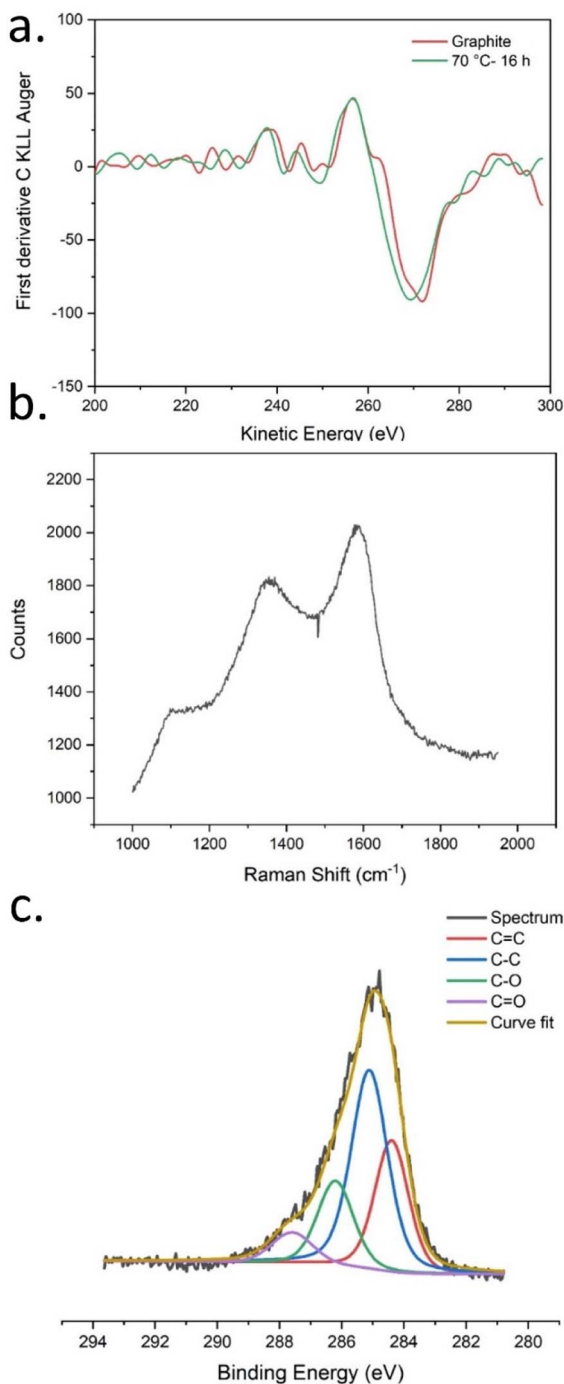 a.
First derivative C KLL Auger
100
50
0
-50
-100
-150
Graphite
70 °C- 16 h
200 220 240 260 280 300
Kinetic Energy (eV)
b.
Counts
2200
2000
1800
1600
1400
1200
1000
1000 1200 1400 1600 1800 2000
Raman Shift (cm⁻¹)
c.
Spectrum
C=C
C-C
C-O
C=O
Curve fit
294 292 290 288 286 284 282 280
Binding Energy (eV)